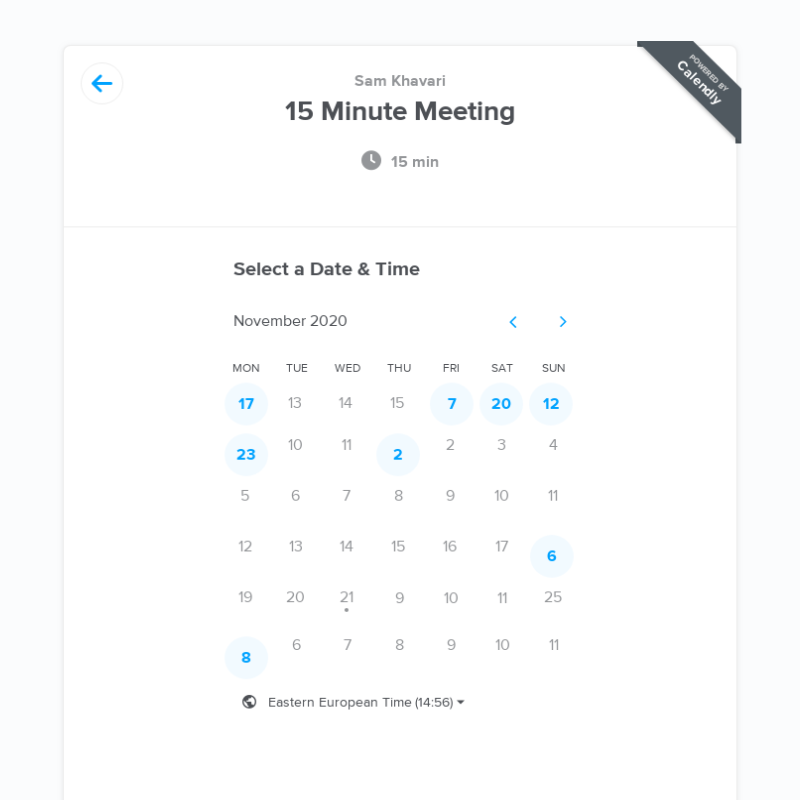 POWERED BY
Calendly
Sam Khavari
15 Minute Meeting
15 min
Select a Date & Time
November 2020
MON TUE WED THU FRI SAT SUN
17 13 14 15 7 20 12
23 10 11 2 2 3 4
5 6 7 8 9 10 11
12 13 14 15 16 17 6
19 20 21 9 10 11 25
8 6 7 8 9 10 11
Eastern European Time (14:56)